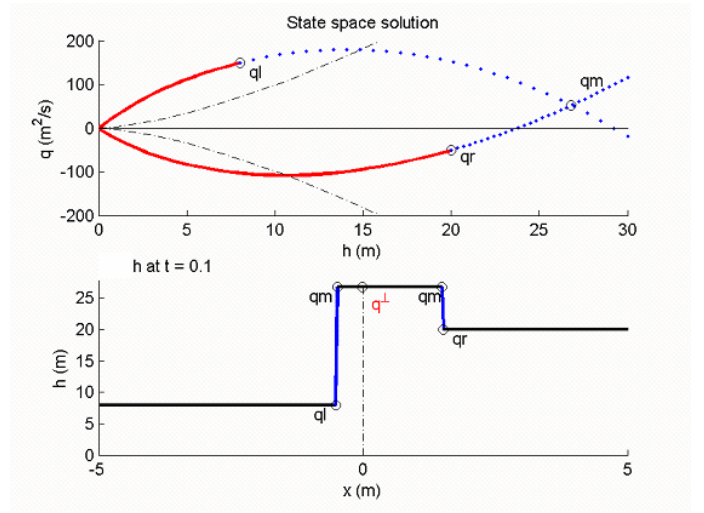 State space solution
200
100
0
-100
-200
q (m²/s)
ql
qm
qr
0 5 10 15 20 25 30
h (m)
h at t = 0.1
25
20
15
10
5
0
h (m)
qm
q⊥
qm
qr
ql
-5 0 5
x (m)